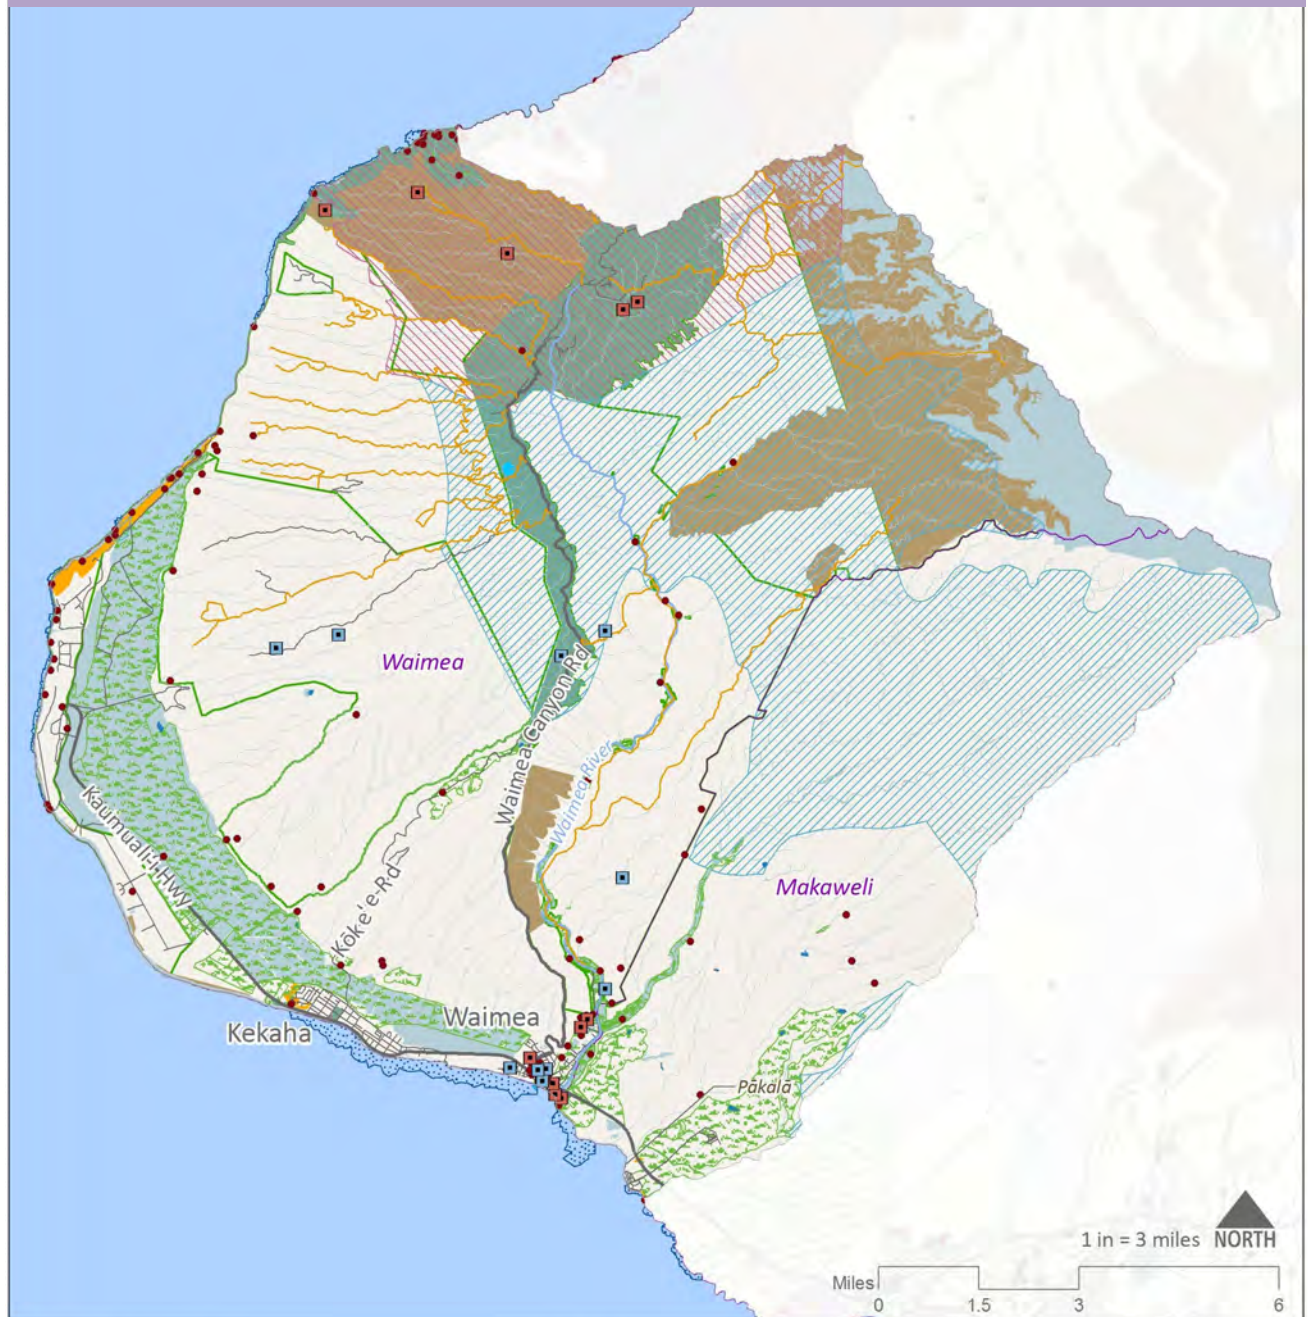 Waimea
Waimea Canyon Rd
Waimea River
Kaumuali‘i Hwy
Kōke‘e Rd
Makaweli
Waimea
Kekaha
Pākalā
1 in = 3 miles NORTH
Miles
0 1.5 3 6